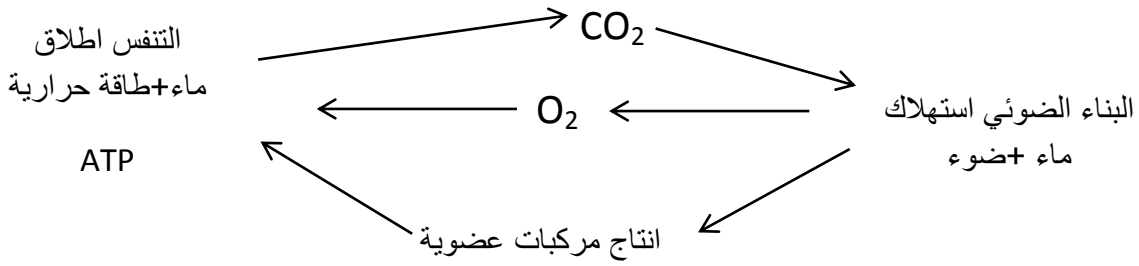 CO₂
التنفس اطلاق
ماء+طاقة حرارية
ATP
O₂
البناء الضوئي استهلاك
ماء +ضوء
انتاج مركبات عضوية